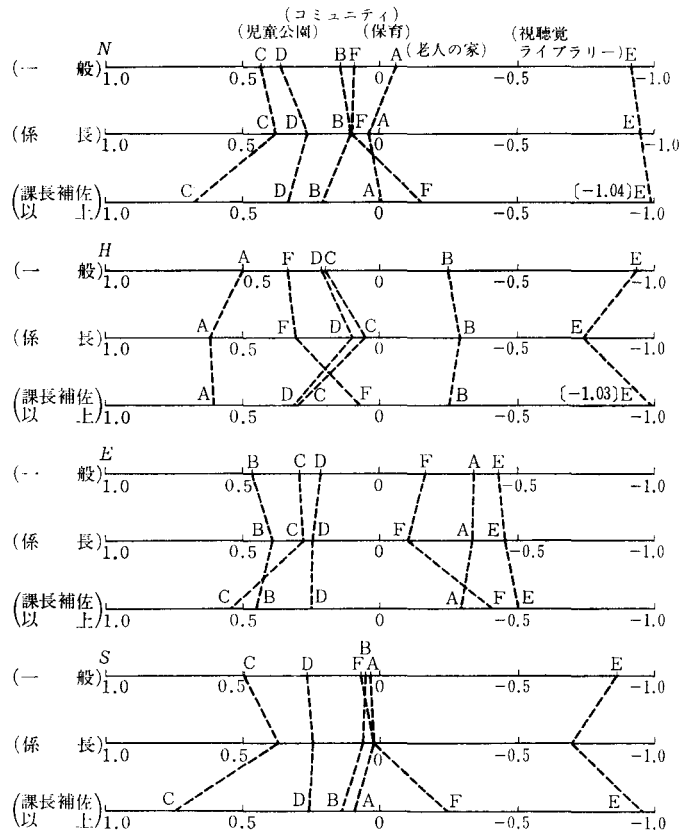 (コミュニティ)
(児童公園) (保育) (視聴覚
N C D B F A (老人の家) ライブラリー) E
(一 般)
1.0 0.5 0 -0.5 -1.0
C D B F A E
(係 長)
1.0 0.5 0 -0.5 -1.0
(課長補佐 C D B A F [-1.04]E
以 上)
1.0 0.5 0 -0.5 -1.0
H A F D C B E
(一 般)
1.0 0.5 0 -0.5 -1.0
A F D C B E
(係 長)
1.0 0.5 0 -0.5 -1.0
(課長補佐 A D C F B [-1.03]E
以 上)
1.0 0.5 0 -0.5 -1.0
E B C D F A E
(一 般)
1.0 0.5 0 -0.5 -1.0
B C D F A E
(係 長)
1.0 0.5 0 -0.5 -1.0
(課長補佐 C B D A F E
以 上)
1.0 0.5 0 -0.5 -1.0
B
S C D F A E
(一 般)
1.0 0.5 0 -0.5 -1.0
(係 長)
1.0 0.5 0 -0.5 -1.0
(課長補佐 C D B A F E
以 上)
1.0 0.5 0 -0.5 -1.0